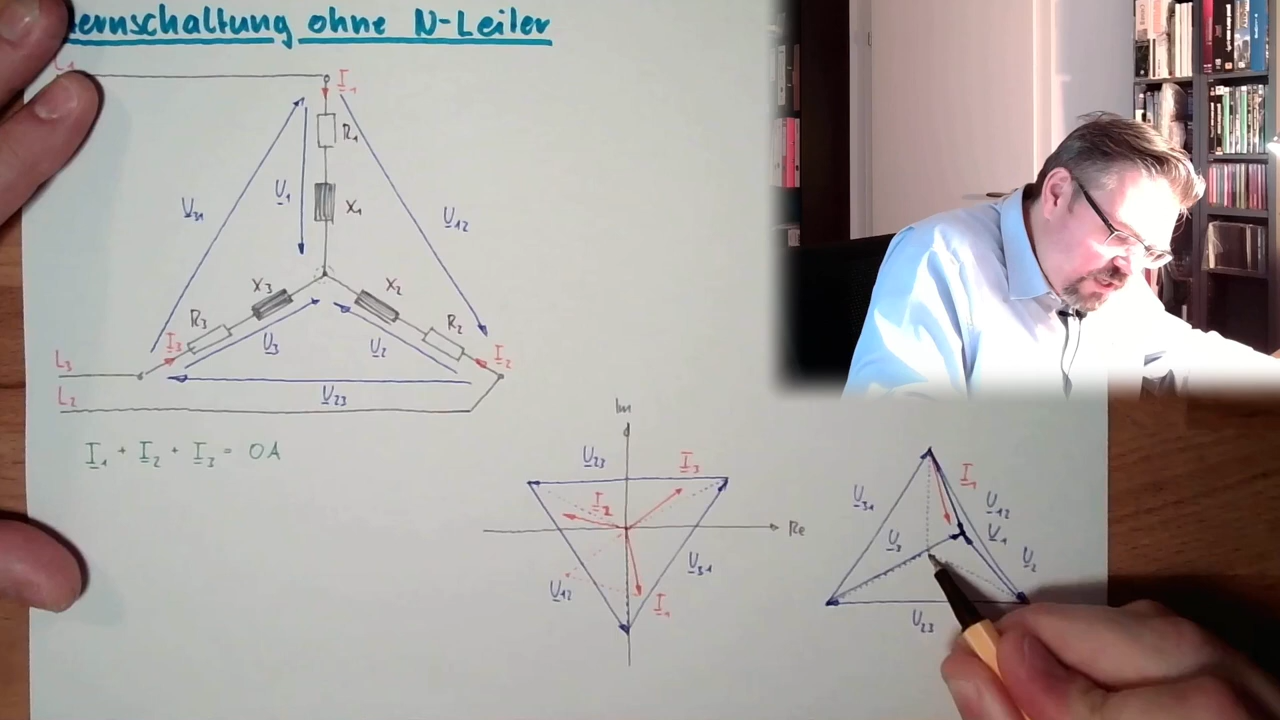 ernschaltung ohne N-Leiter
L1
I1
R1
U1
X1
U31
U12
X3
X2
R3
R2
I3
U3
U2
I2
L3
L2
U23
I1 + I2 + I3 = 0A
Im
U23
I3
I2
Re
U31
U12
I1
I1
U31
U12
U3
U1
U2
U23